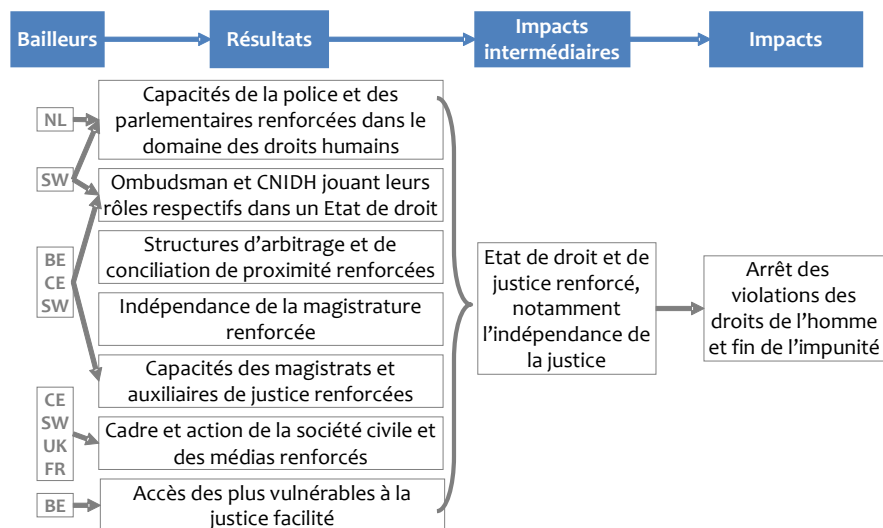 Bailleurs
Résultats
Impacts
intermédiaires
Impacts
NL
SW
BE
CE
SW
CE
SW
UK
FR
BE
Capacités de la police et des
parlementaires renforcées dans le
domaine des droits humains
Ombudsman et CNIDH jouant leurs
rôles respectifs dans un Etat de droit
Structures d'arbitrage et de
conciliation de proximité renforcées
Indépendance de la magistrature
renforcée
Capacités des magistrats et
auxiliaires de justice renforcées
Cadre et action de la société civile et
des médias renforcés
Accès des plus vulnérables à la
justice facilité
Etat de droit et de
justice renforcé,
notamment
l'indépendance de
la justice
Arrêt des
violations des
droits de l'homme
et fin de l'impunité